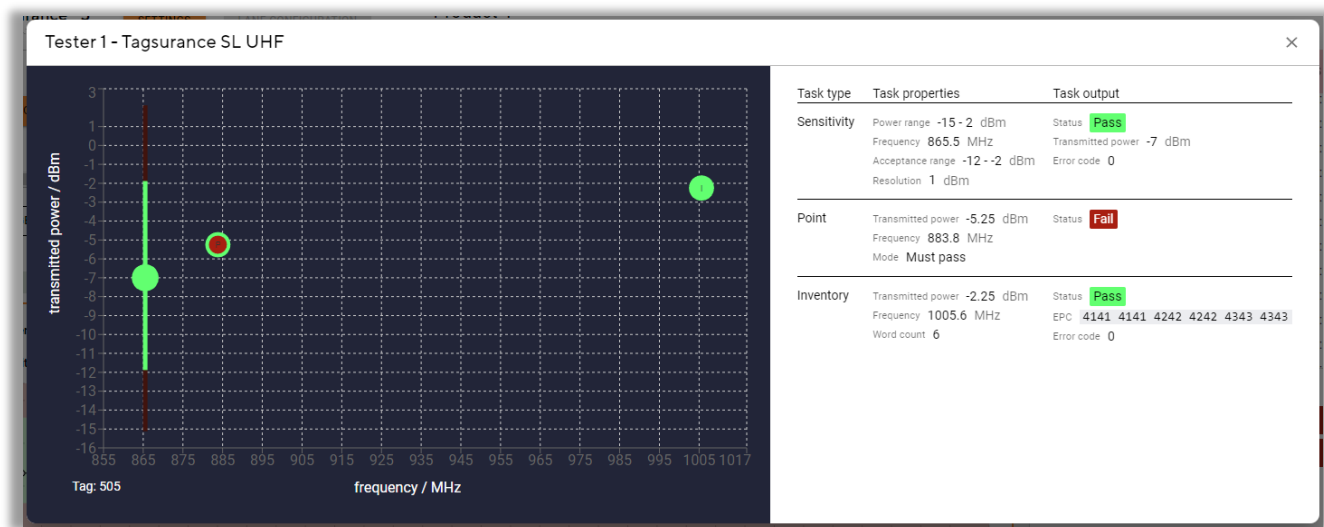 SETTINGS
LANE CONFIGURATION
Tester 1 - Tagsurance SL UHF
×
transmitted power / dBm
3
1
0
-1
-2
-3
-4
-5
-6
-7
-8
-9
-10
-11
-12
-13
-14
-15
-16
855 865 875 885 895 905 915 925 935 945 955 965 975 985 995 1005 1017
Tag: 505
frequency / MHz
Task type Task properties Task output
Sensitivity Power range -15 - 2 dBm Status Pass
Frequency 865.5 MHz Transmitted power -7 dBm
Acceptance range -12 - -2 dBm Error code 0
Resolution 1 dBm
Point Transmitted power -5.25 dBm Status Fail
Frequency 883.8 MHz
Mode Must pass
Inventory Transmitted power -2.25 dBm Status Pass
Frequency 1005.6 MHz EPC 4141 4141 4242 4242 4343 4343
Word count 6 Error code 0